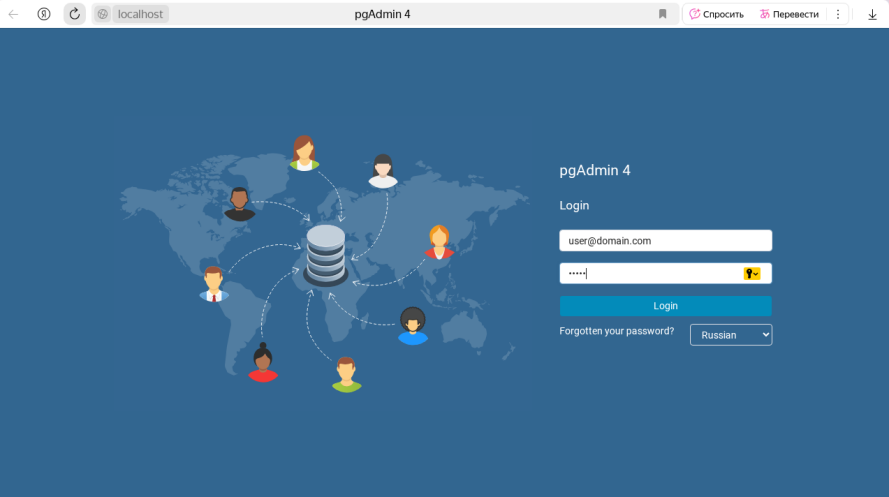 Я
localhost
pgAdmin 4
Спросить
Перевести
pgAdmin 4
Login
user@domain.com
•••••
Login
Forgotten your password?
Russian